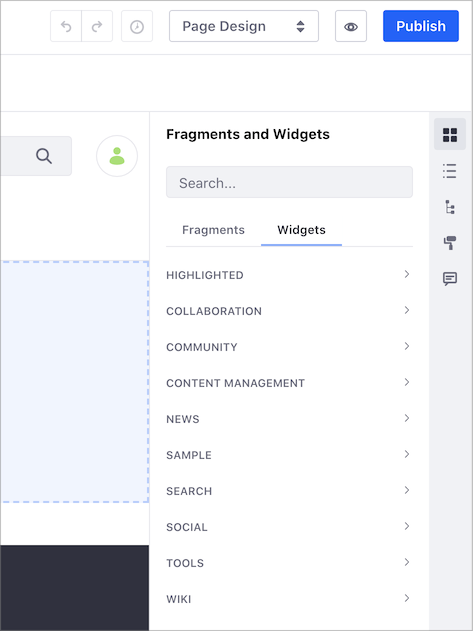 Page Design
Publish
Fragments and Widgets
Search...
Fragments Widgets
HIGHLIGHTED
COLLABORATION
COMMUNITY
CONTENT MANAGEMENT
NEWS
SAMPLE
SEARCH
SOCIAL
TOOLS
WIKI